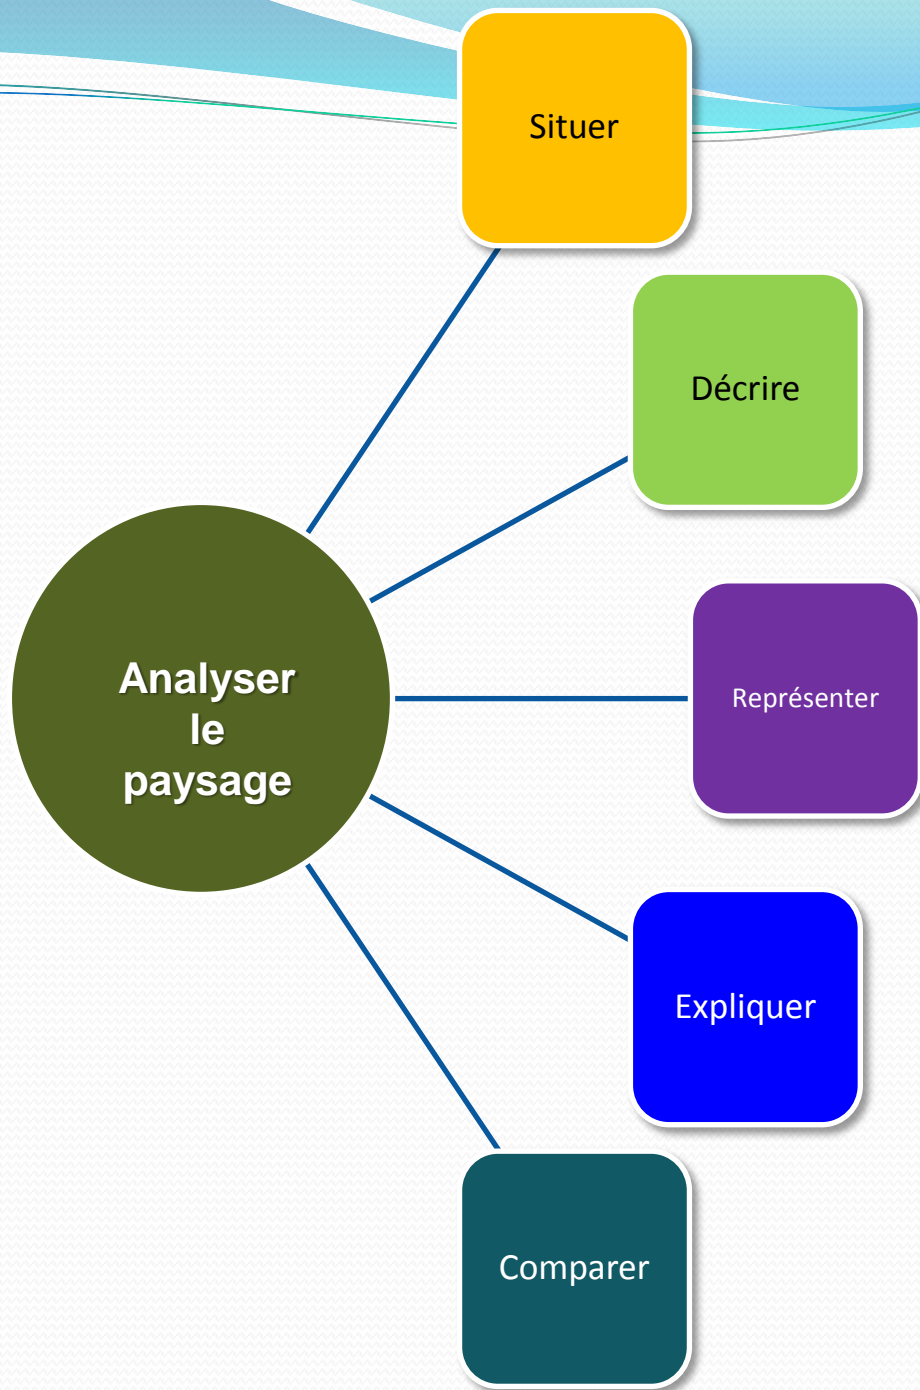 Situer
Décrire
Analyser
le
paysage
Représenter
Expliquer
Comparer